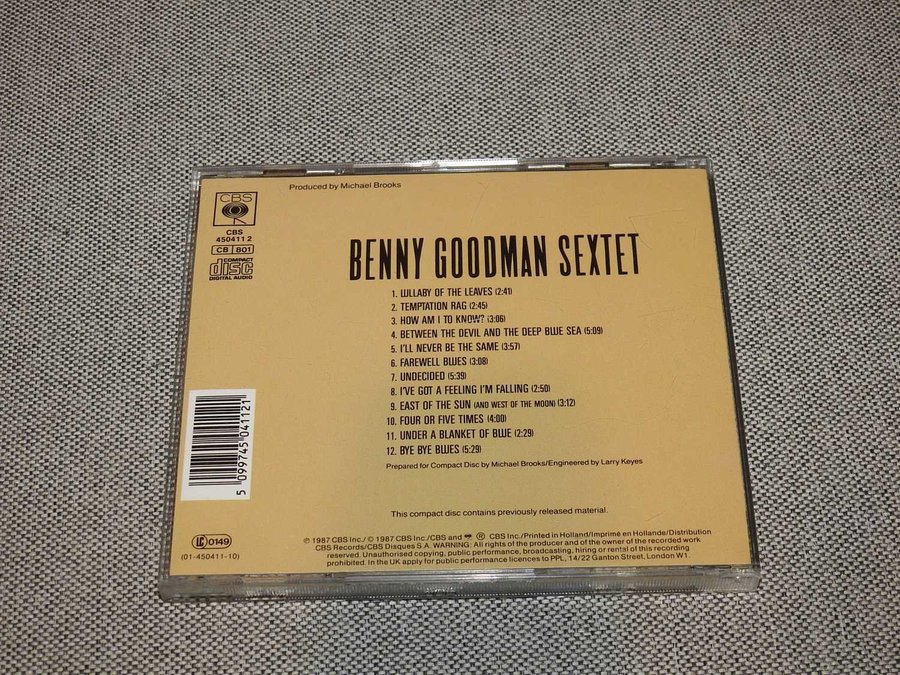 Produced by Michael Brooks
CBS
CBS
450411 2
CB 801
COMPACT
disc
DIGITAL AUDIO
BENNY GOODMAN SEXTET
1. LULLABY OF THE LEAVES (2:41)
2. TEMPTATION RAG (2:45)
3. HOW AM I TO KNOW? (3:06)
4. BETWEEN THE DEVIL AND THE DEEP BLUE SEA (5:09)
5. I'LL NEVER BE THE SAME (3:57)
6. FAREWELL BLUES (3:08)
7. UNDECIDED (5:39)
8. I'VE GOT A FEELING I'M FALLING (2:50)
9. EAST OF THE SUN (AND WEST OF THE MOON) (3:12)
10. FOUR OR FIVE TIMES (4:00)
11. UNDER A BLANKET OF BLUE (2:29)
12. BYE BYE BLUES (5:29)
Prepared for Compact Disc by Michael Brooks/Engineered by Larry Keyes
5 099745 041121
This compact disc contains previously released material.
LC 0149
(01-450411-10)
℗ 1987 CBS Inc./ © 1987 CBS Inc./CBS and ® CBS Inc./Printed in Holland/Imprimé en Hollande/Distribution
CBS Records/CBS Disques S.A. WARNING: All rights of the producer and of the owner of the recorded work
reserved. Unauthorised copying, public performance, broadcasting, hiring or rental of this recording
prohibited. In the UK apply for public performance licences to PPL, 14/22 Ganton Street, London W1.